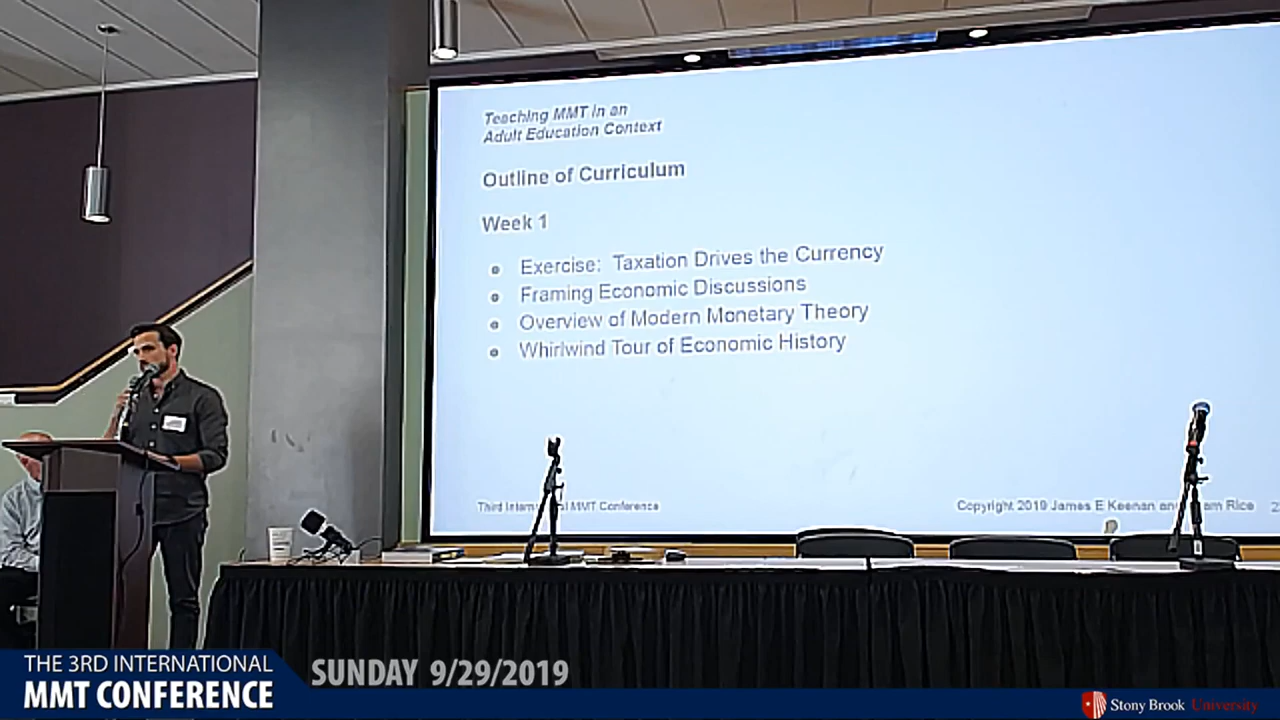 Teaching MMT in an
Adult Education Context
Outline of Curriculum
Week 1
Exercise: Taxation Drives the Currency
Framing Economic Discussions
Overview of Modern Monetary Theory
Whirlwind Tour of Economic History
Third MMT Conference
Copyright 2019 James E Keenan and Rice
THE 3RD INTERNATIONAL
MMT CONFERENCE
SUNDAY 9/29/2019
Stony Brook University